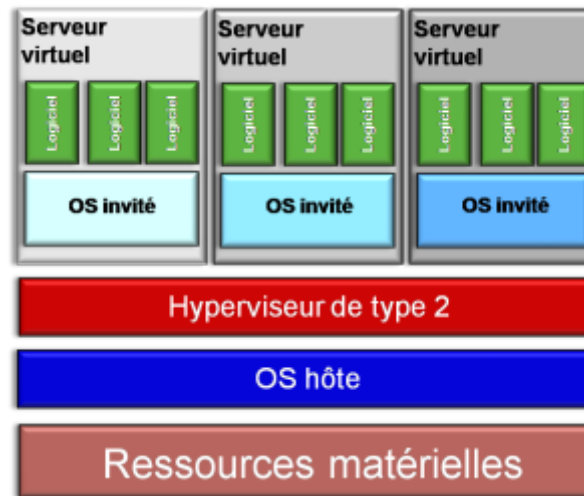 Serveur
virtuel
Logiciel
Logiciel
Logiciel
OS invité
Serveur
virtuel
Logiciel
Logiciel
Logiciel
OS invité
Serveur
virtuel
Logiciel
Logiciel
Logiciel
OS invité
Hyperviseur de type 2
OS hôte
Ressources matérielles